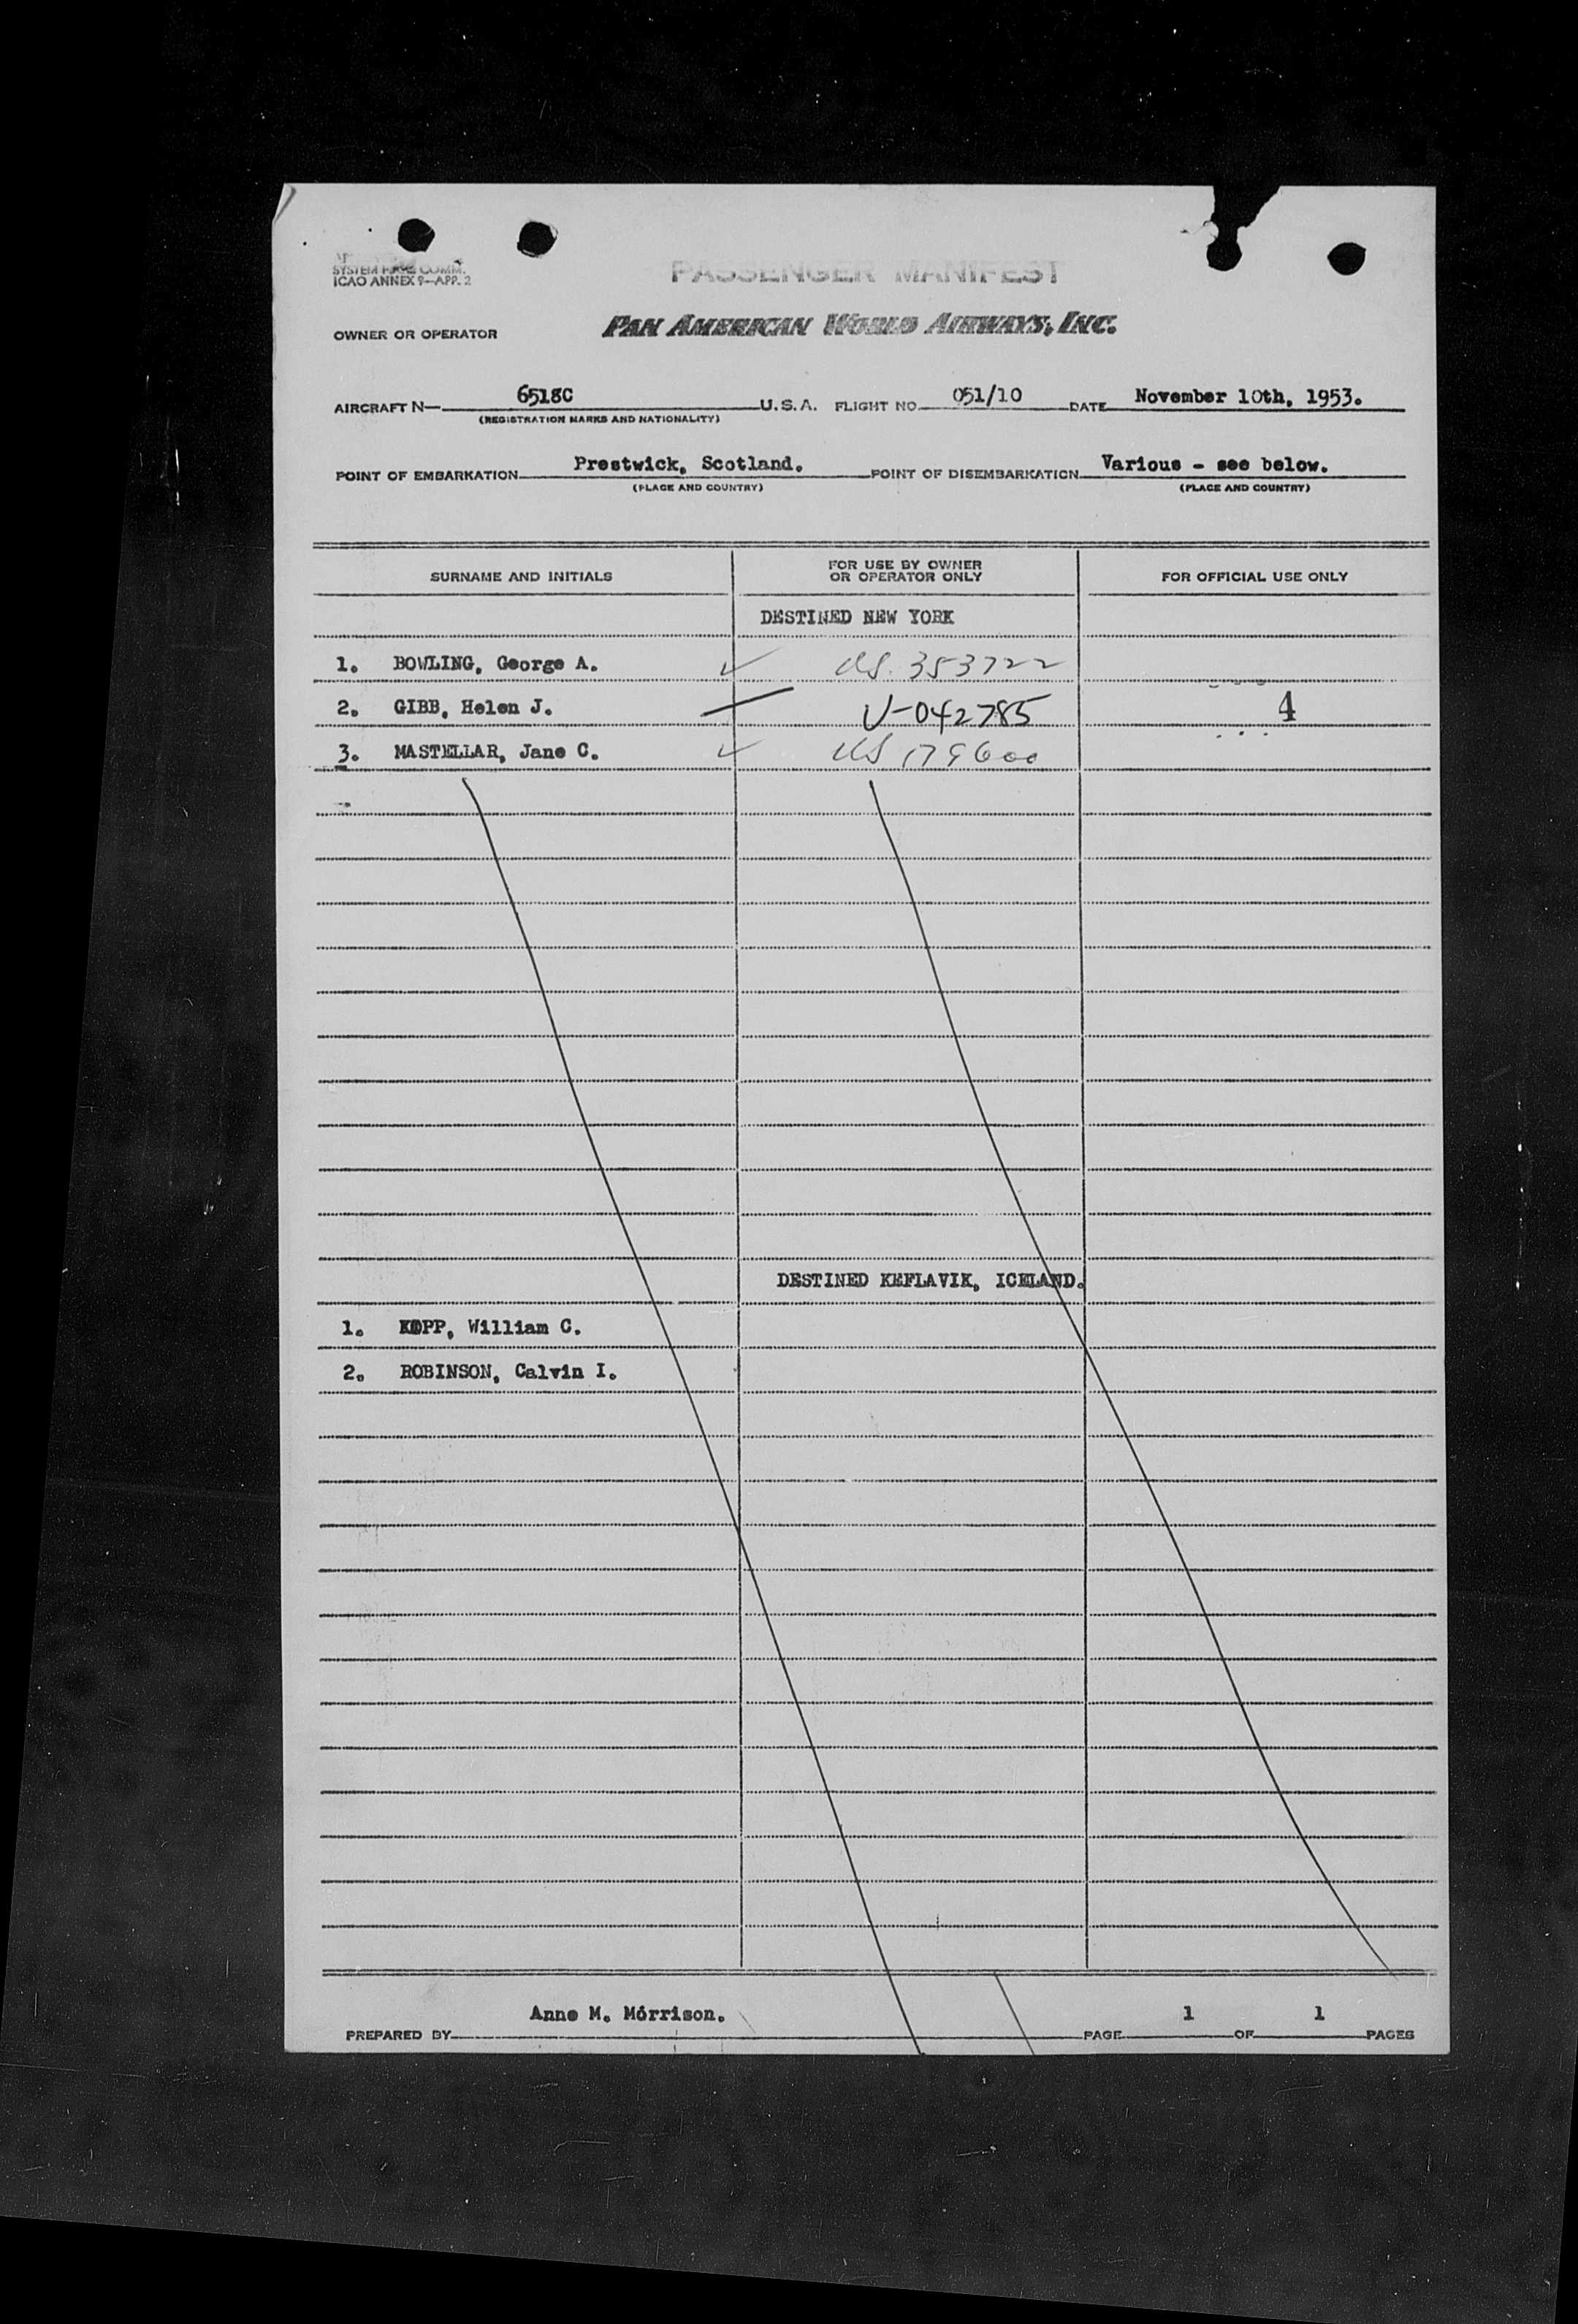 SYSTEM FORM COMM.
ICAO ANNEX 9—APP. 2
PASSENGER MANIFEST
OWNER OR OPERATOR PAN AMERICAN WORLD AIRWAYS, INC.
AIRCRAFT N— 6518C U.S.A. FLIGHT NO. 051/10 DATE November 10th, 1953.
(REGISTRATION MARKS AND NATIONALITY)
POINT OF EMBARKATION Prestwick, Scotland. POINT OF DISEMBARKATION Various - see below.
(PLACE AND COUNTRY) (PLACE AND COUNTRY)
SURNAME AND INITIALS FOR USE BY OWNER OR OPERATOR ONLY FOR OFFICIAL USE ONLY
DESTINED NEW YORK
1. BOWLING, George A. ✓ US. 353722
2. GIBB, Helen J. V-042785 4
3. MASTELLAR, Jane C. ✓ US 179600
DESTINED KEFLAVIK, ICELAND.
1. KOPP, William C.
2. ROBINSON, Calvin I.
PREPARED BY Anne M. Morrison. PAGE 1 OF 1 PAGES